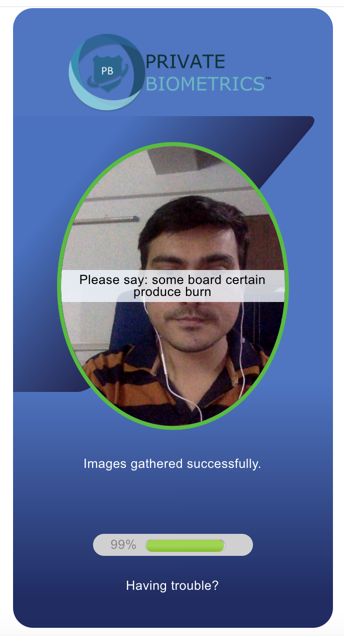 PB
PRIVATE
BIOMETRICS™
Please say: some board certain
produce burn
Images gathered successfully.
99%
Having trouble?